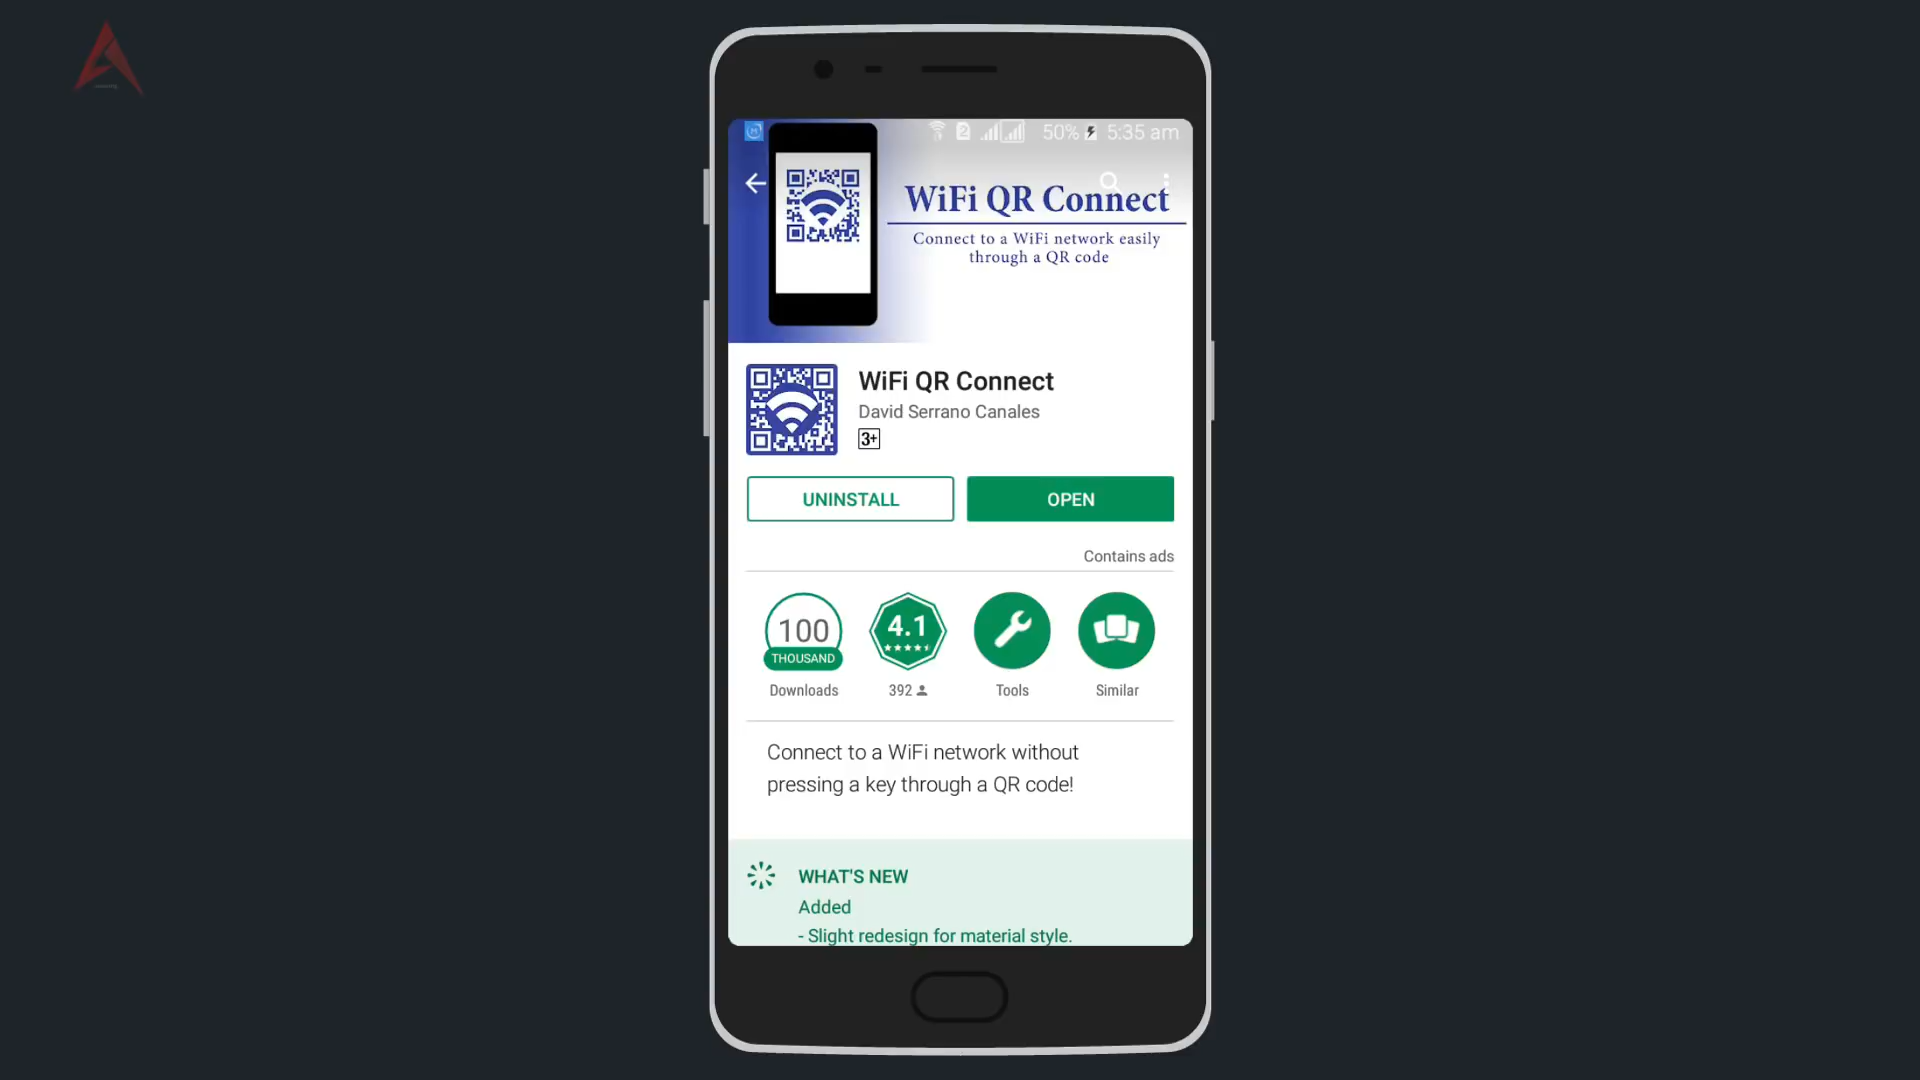 2 50% 5:35 am
WiFi QR Connect
Connect to a WiFi network easily
through a QR code
WiFi QR Connect
David Serrano Canales
3+
UNINSTALL OPEN
Contains ads
100 4.1
THOUSAND
Downloads 392 Tools Similar
Connect to a WiFi network without
pressing a key through a QR code!
WHAT'S NEW
Added
- Slight redesign for material style.